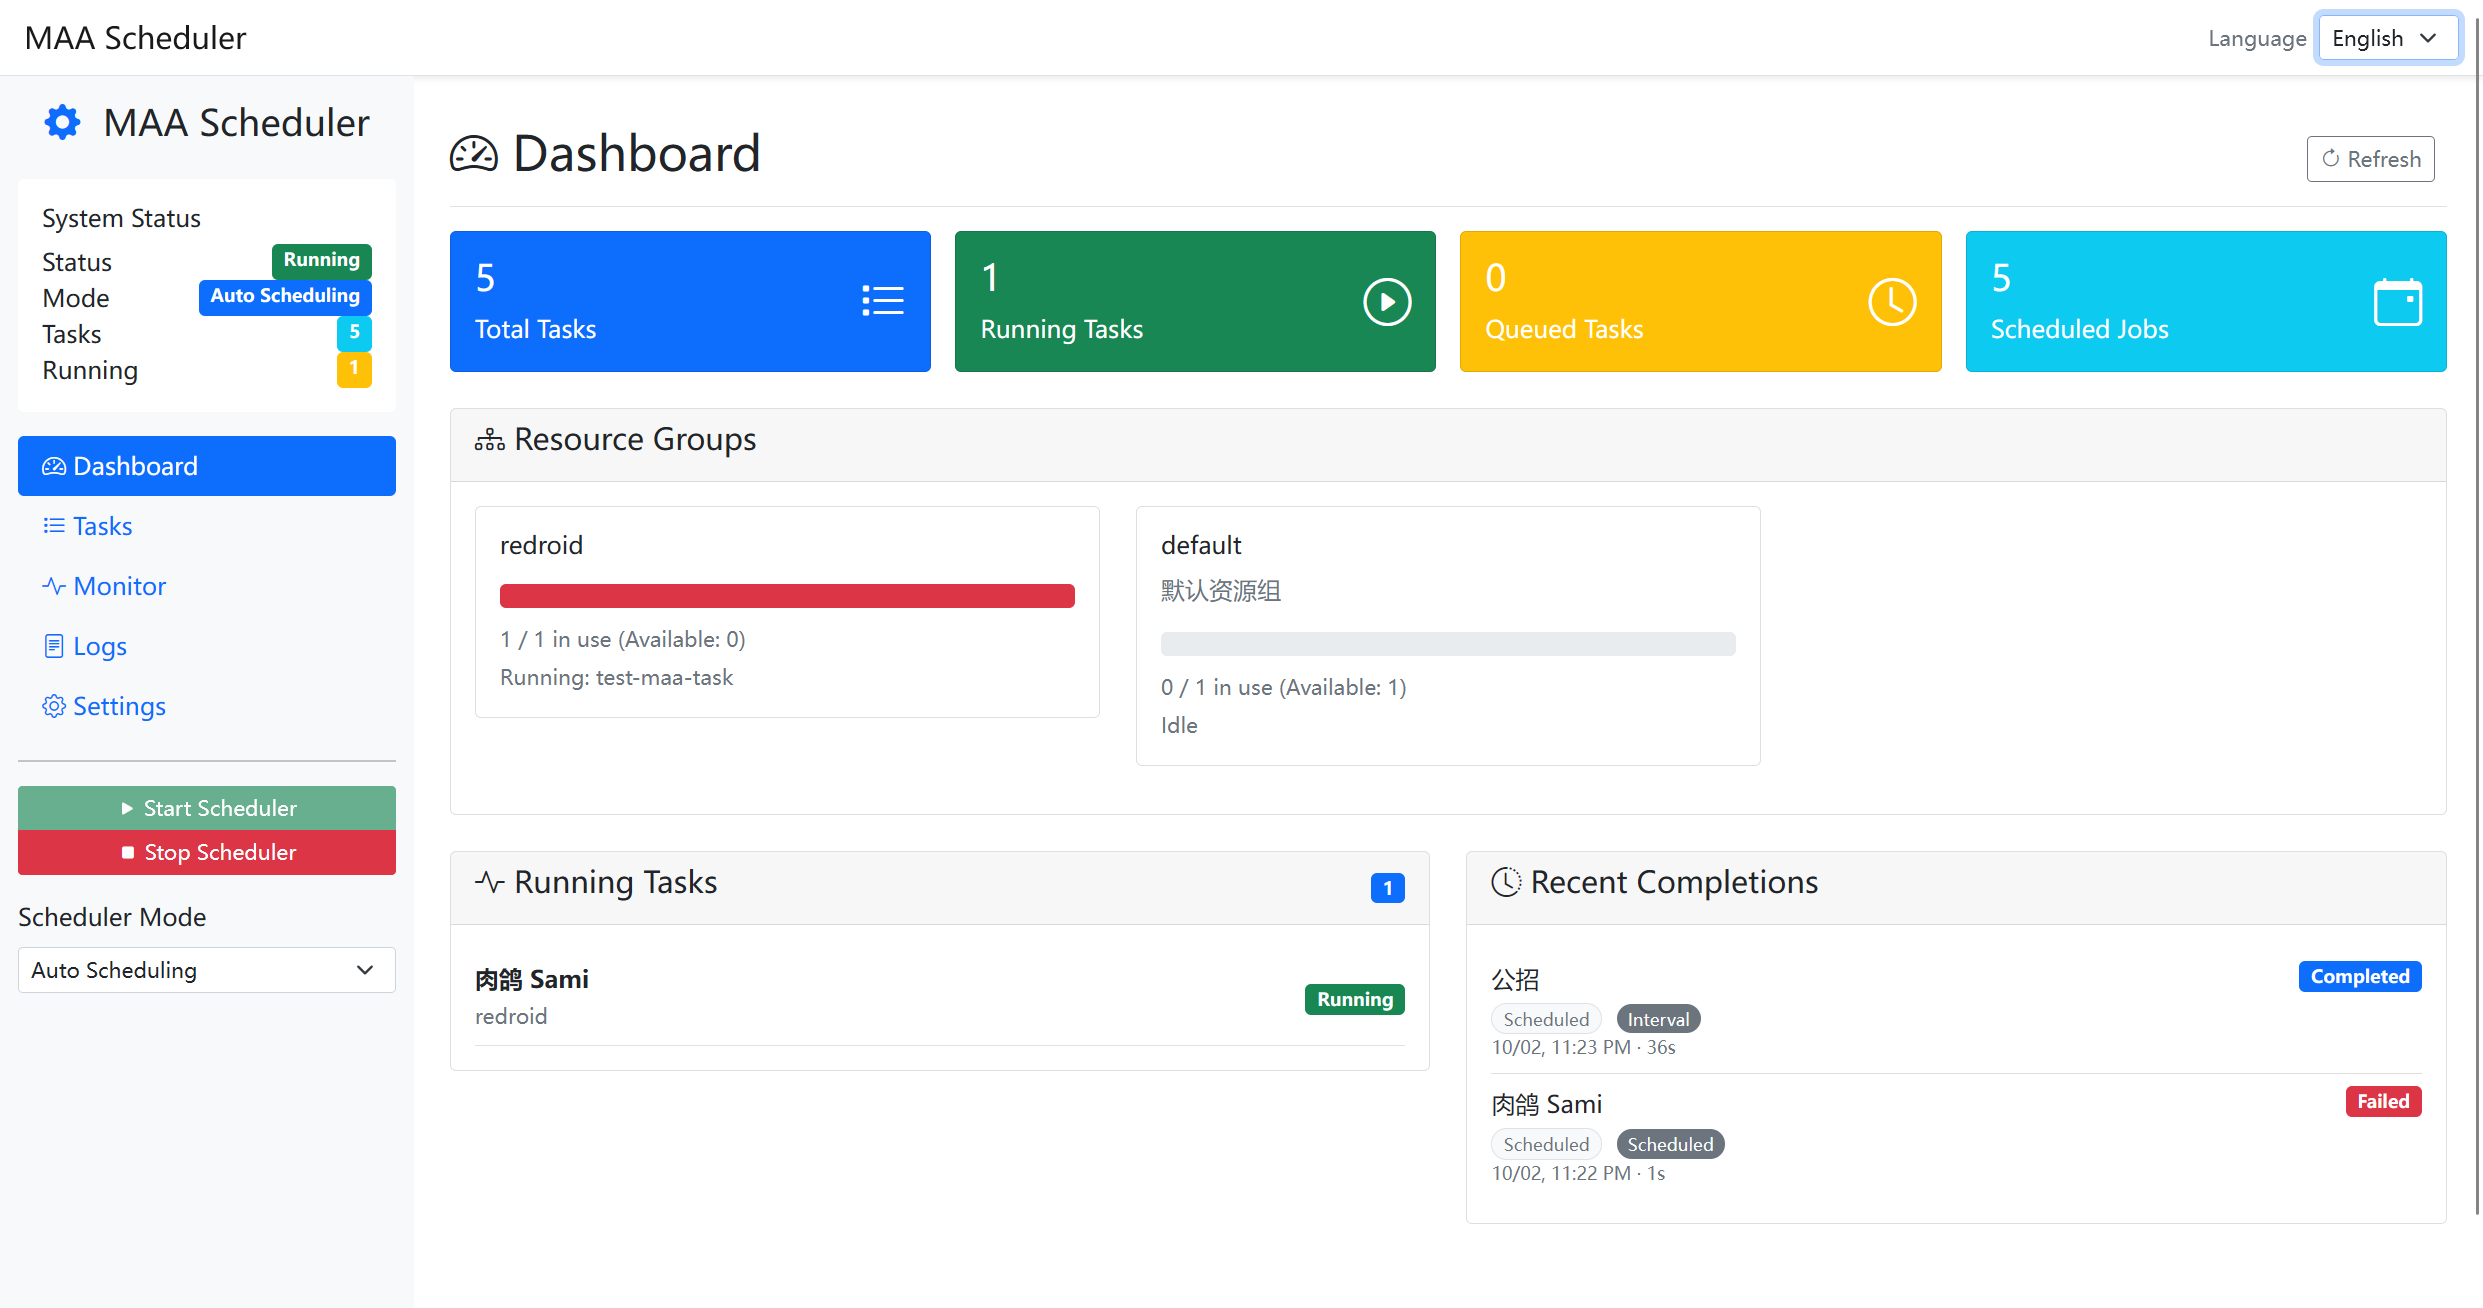 MAA Scheduler
Language English
MAA Scheduler
System Status
Status Running
Mode Auto Scheduling
Tasks 5
Running 1
Dashboard
Tasks
Monitor
Logs
Settings
Start Scheduler
Stop Scheduler
Scheduler Mode
Auto Scheduling
Dashboard
Refresh
5
Total Tasks
1
Running Tasks
0
Queued Tasks
5
Scheduled Jobs
Resource Groups
redroid
1 / 1 in use (Available: 0)
Running: test-maa-task
default
默认资源组
0 / 1 in use (Available: 1)
Idle
Running Tasks 1
肉鸽 Sami
redroid
Running
Recent Completions
公招 Completed
Scheduled Interval
10/02, 11:23 PM · 36s
肉鸽 Sami Failed
Scheduled Scheduled
10/02, 11:22 PM · 1s